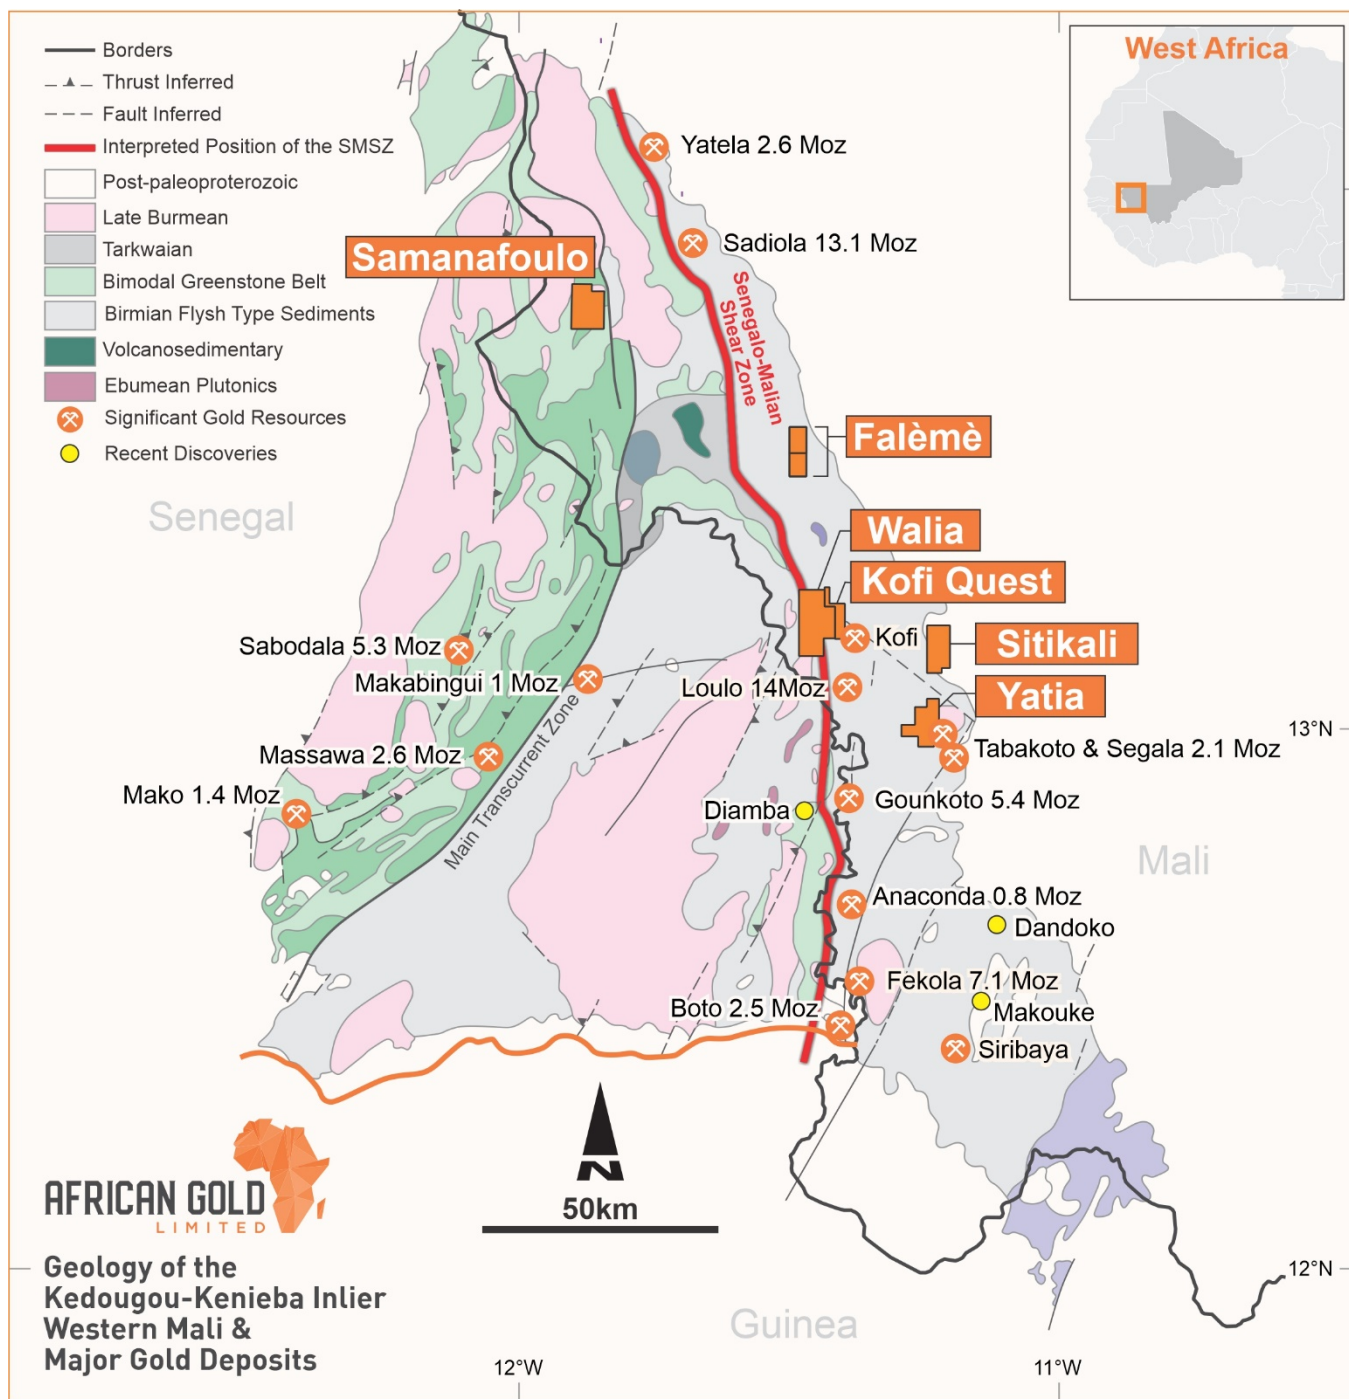 Borders
Thrust Inferred
Fault Inferred
Interpreted Position of the SMSZ
Post-paleoproterozoic
Late Burmean
Tarkwaian
Bimodal Greenstone Belt
Birmian Flysh Type Sediments
Volcanosedimentary
Ebumean Plutonics
Significant Gold Resources
Recent Discoveries
West Africa
Yatela 2.6 Moz
Sadiola 13.1 Moz
Samanafoulo
Senegalo-Malian
Shear Zone
Falèmè
Senegal
Walia
Kofi Quest
Kofi
Sitikali
Sabodala 5.3 Moz
Makabingui 1 Moz
Loulo 14Moz
Yatia
13°N
Massawa 2.6 Moz
Tabakoto & Segala 2.1 Moz
Mako 1.4 Moz
Main Transcurrent Zone
Diamba
Gounkoto 5.4 Moz
Mali
Anaconda 0.8 Moz
Dandoko
Fekola 7.1 Moz
Boto 2.5 Moz
Makouke
Siribaya
N
50km
AFRICAN GOLD
LIMITED
Geology of the
Kedougou-Kenieba Inlier
Western Mali &
Major Gold Deposits
12°N
Guinea
12°W
11°W